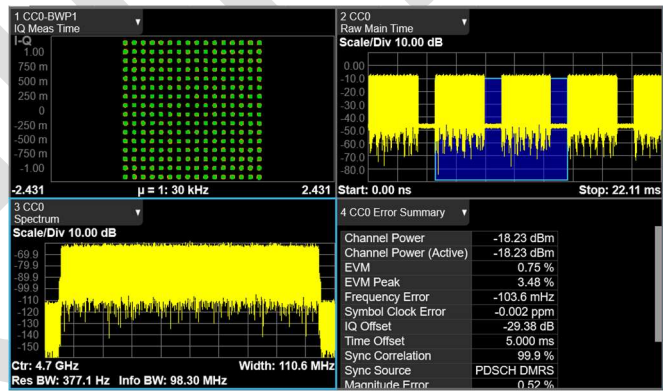 1 CC0-BWP1
IQ Meas Time
I-Q
1.00
750 m
500 m
250 m
0
-250 m
-500 m
-750 m
-1.00
-2.431 μ = 1: 30 kHz 2.431
2 CC0
Raw Main Time
Scale/Div 10.00 dB
0.00
-10.0
-20.0
-30.0
-40.0
-50.0
-60.0
-70.0
-80.0
Start: 0.00 ns Stop: 22.11 ms
3 CC0
Spectrum
Scale/Div 10.00 dB
-69.9
-79.9
-89.9
-99.9
-110
-120
-130
-140
-150
Ctr: 4.7 GHz Width: 110.6 MHz
Res BW: 377.1 Hz Info BW: 98.30 MHz
4 CC0 Error Summary
Channel Power -18.23 dBm
Channel Power (Active) -18.23 dBm
EVM 0.75 %
EVM Peak 3.48 %
Frequency Error -103.6 mHz
Symbol Clock Error -0.002 ppm
IQ Offset -29.38 dB
Time Offset 5.000 ms
Sync Correlation 99.9 %
Sync Source PDSCH DMRS
Magnitude Error 0.52 %